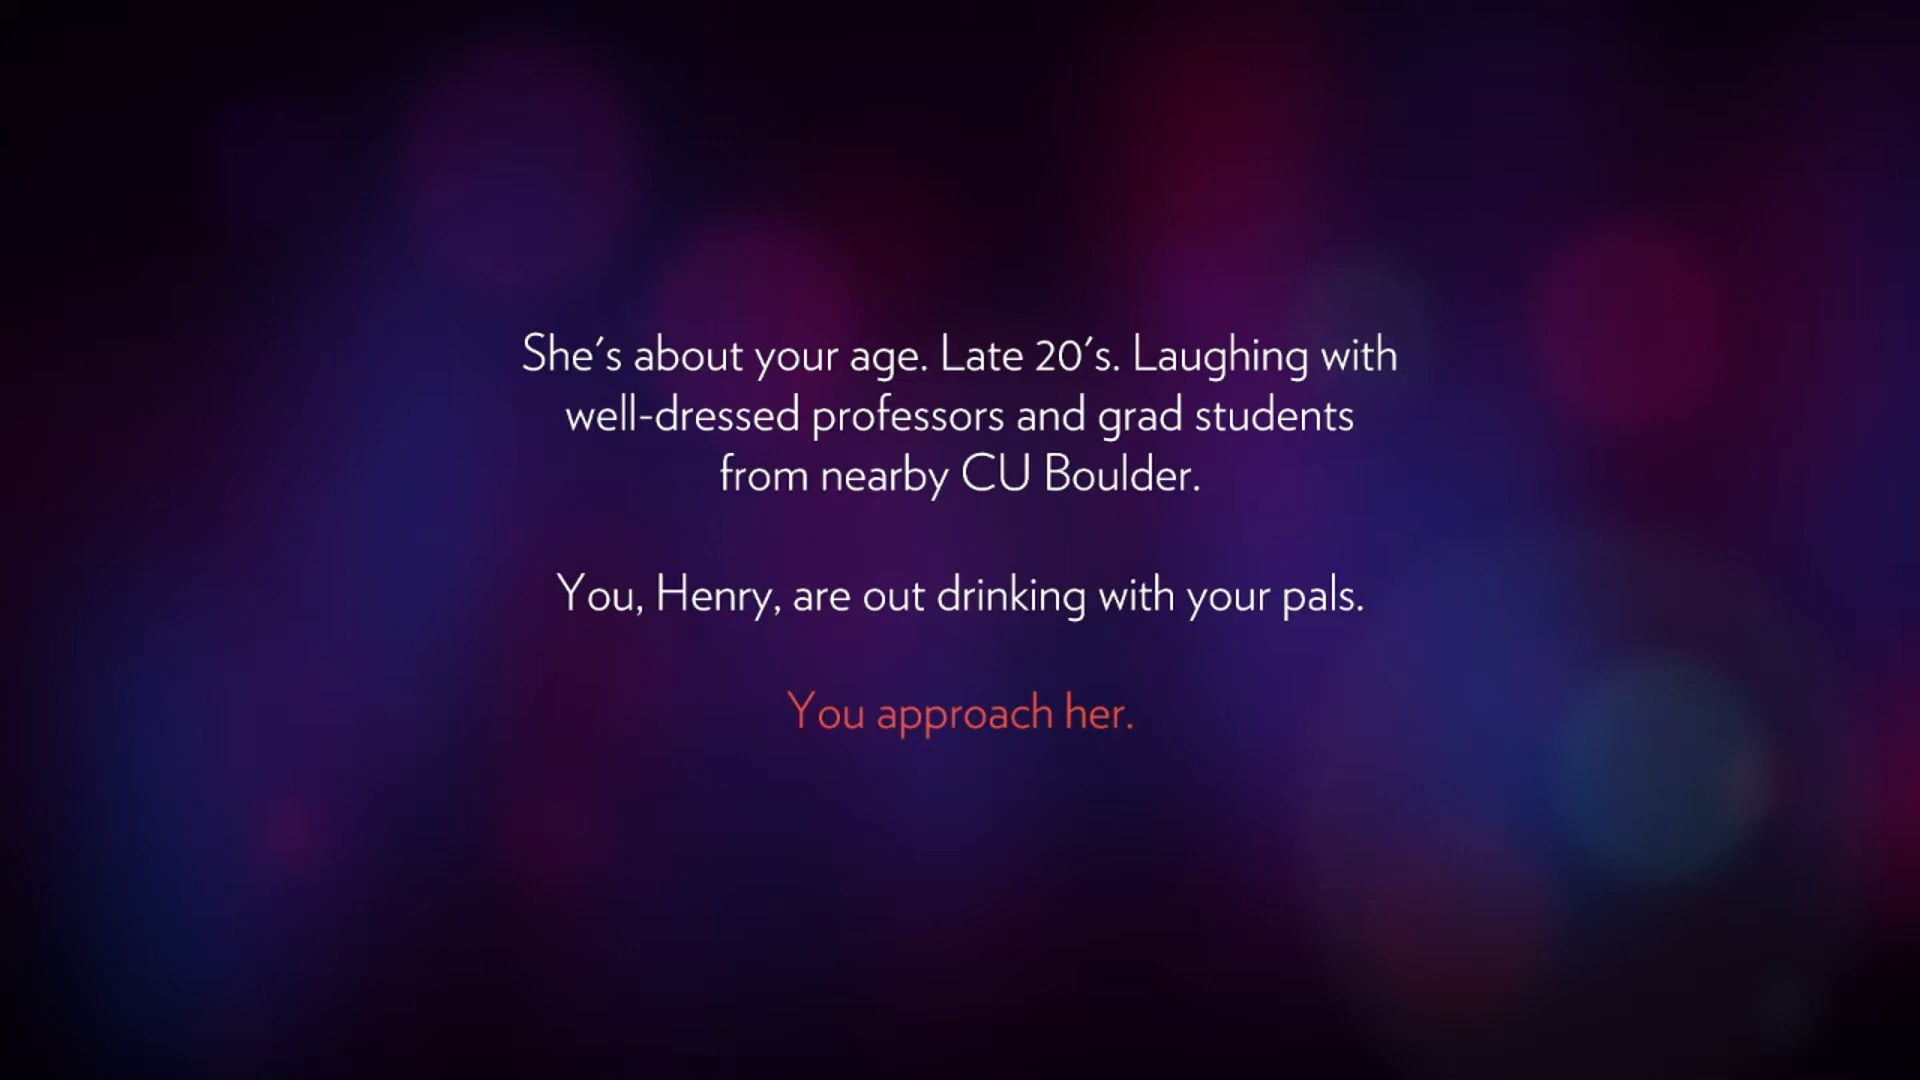 She's about your age. Late 20's. Laughing with
well-dressed professors and grad students
from nearby CU Boulder.
You, Henry, are out drinking with your pals.
You approach her.